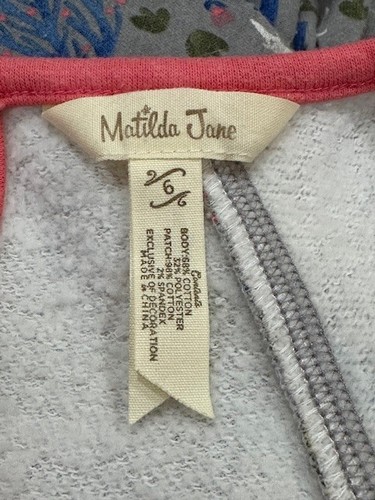 Matilda Jane
6
Contents
BODY:68% COTTON
32% POLYESTER
PATCH:98% COTTON
2% SPANDEX
EXCLUSIVE OF DECORATION
MADE IN CHINA